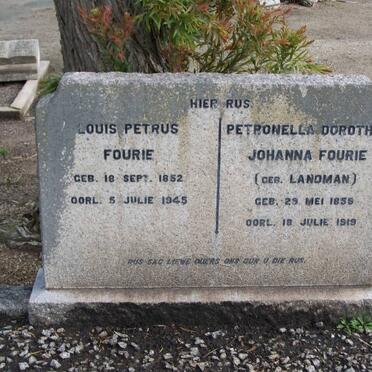 HIER RUS
LOUIS PETRUS
FOURIE
GEB. 18 SEPT. 1852
OORL. 5 JULIE 1945
PETRONELLA DOROTH
JOHANNA FOURIE
(GEB. LANDMAN)
GEB. 29 MEI 1856
OORL. 18 JULIE 1919
RUS SAG LIEWE OUERS ONS GUN U DIE RUS.